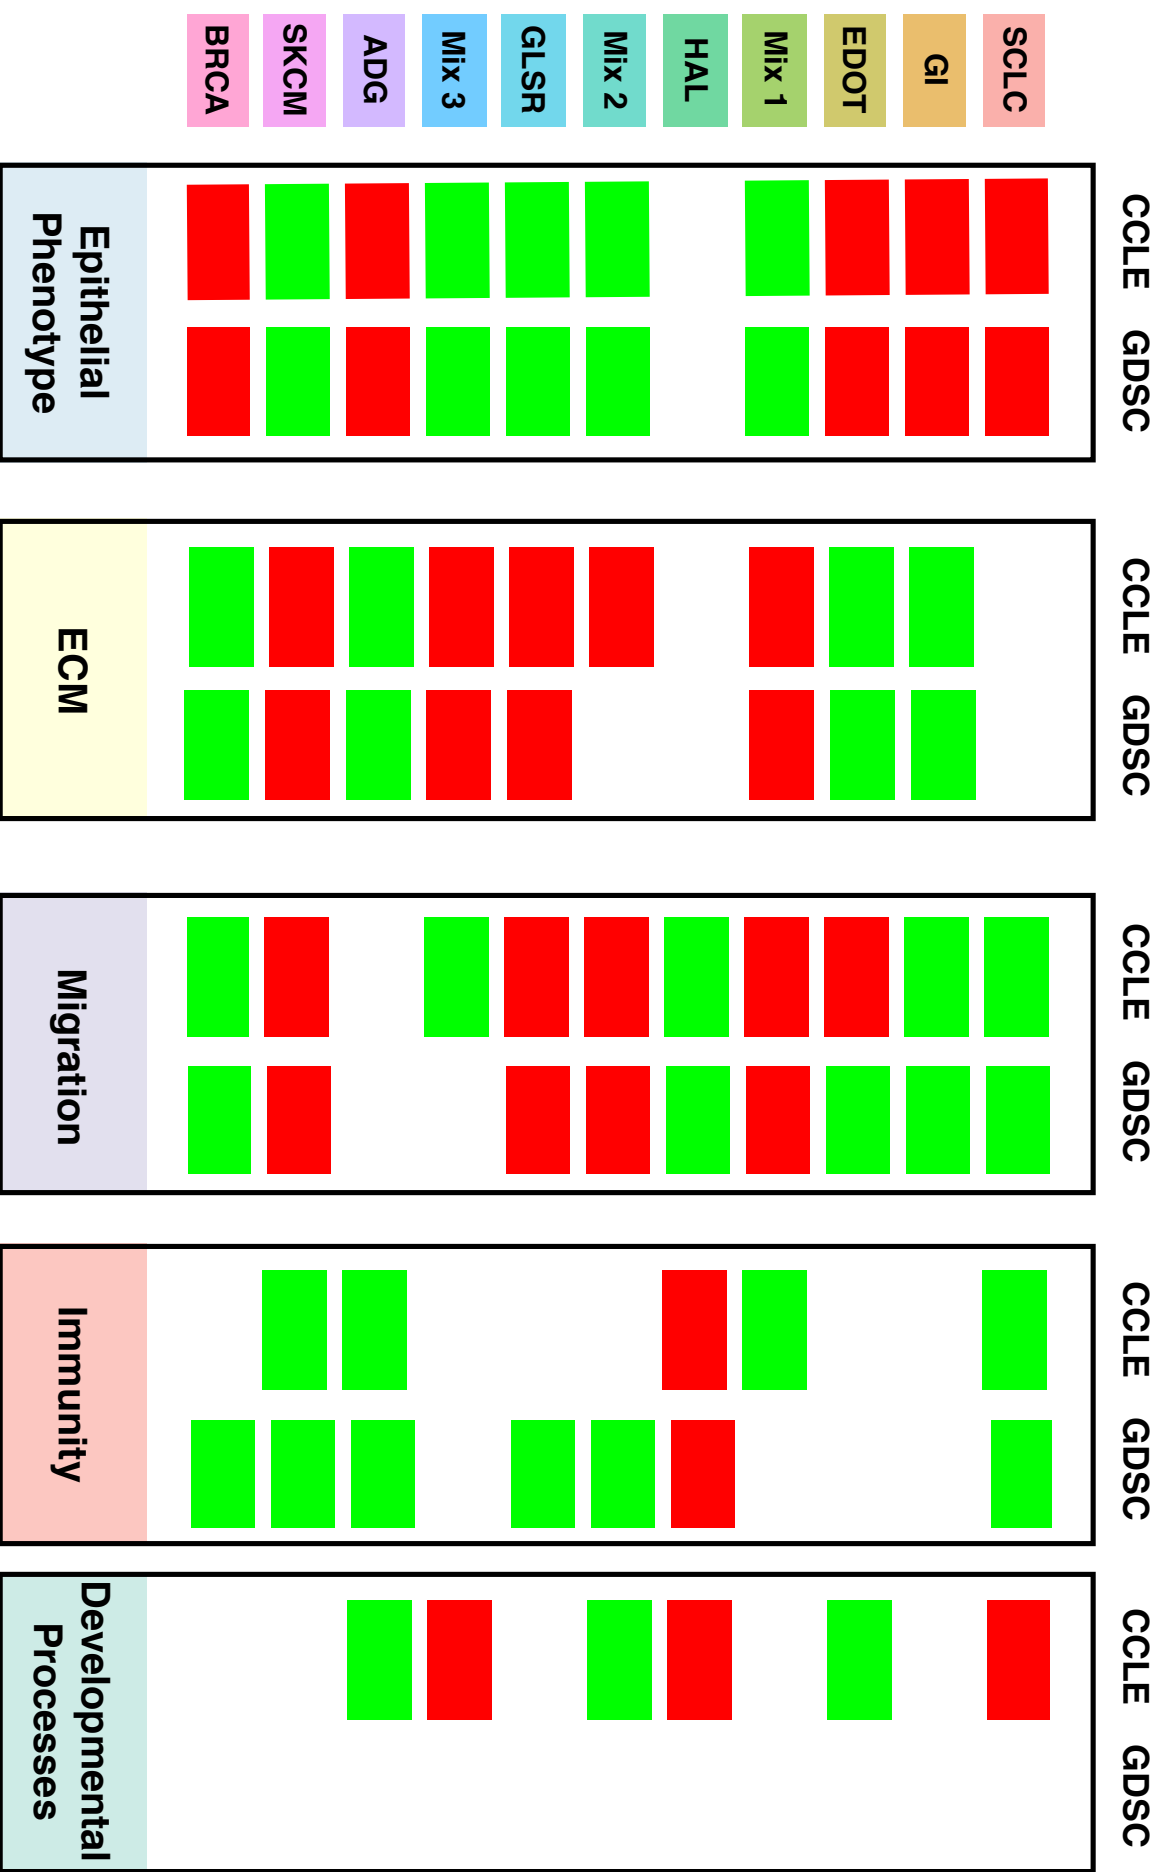 CCLE
GDSC
CCLE
GDSC
CCLE
GDSC
CCLE
GDSC
CCLE
GDSC
SCLC
GI
EDOT
Mix 1
HAL
Mix 2
GLSR
Mix 3
ADG
SKCM
BRCA
Epithelial
Phenotype
ECM
Migration
Immunity
Developmental
Processes